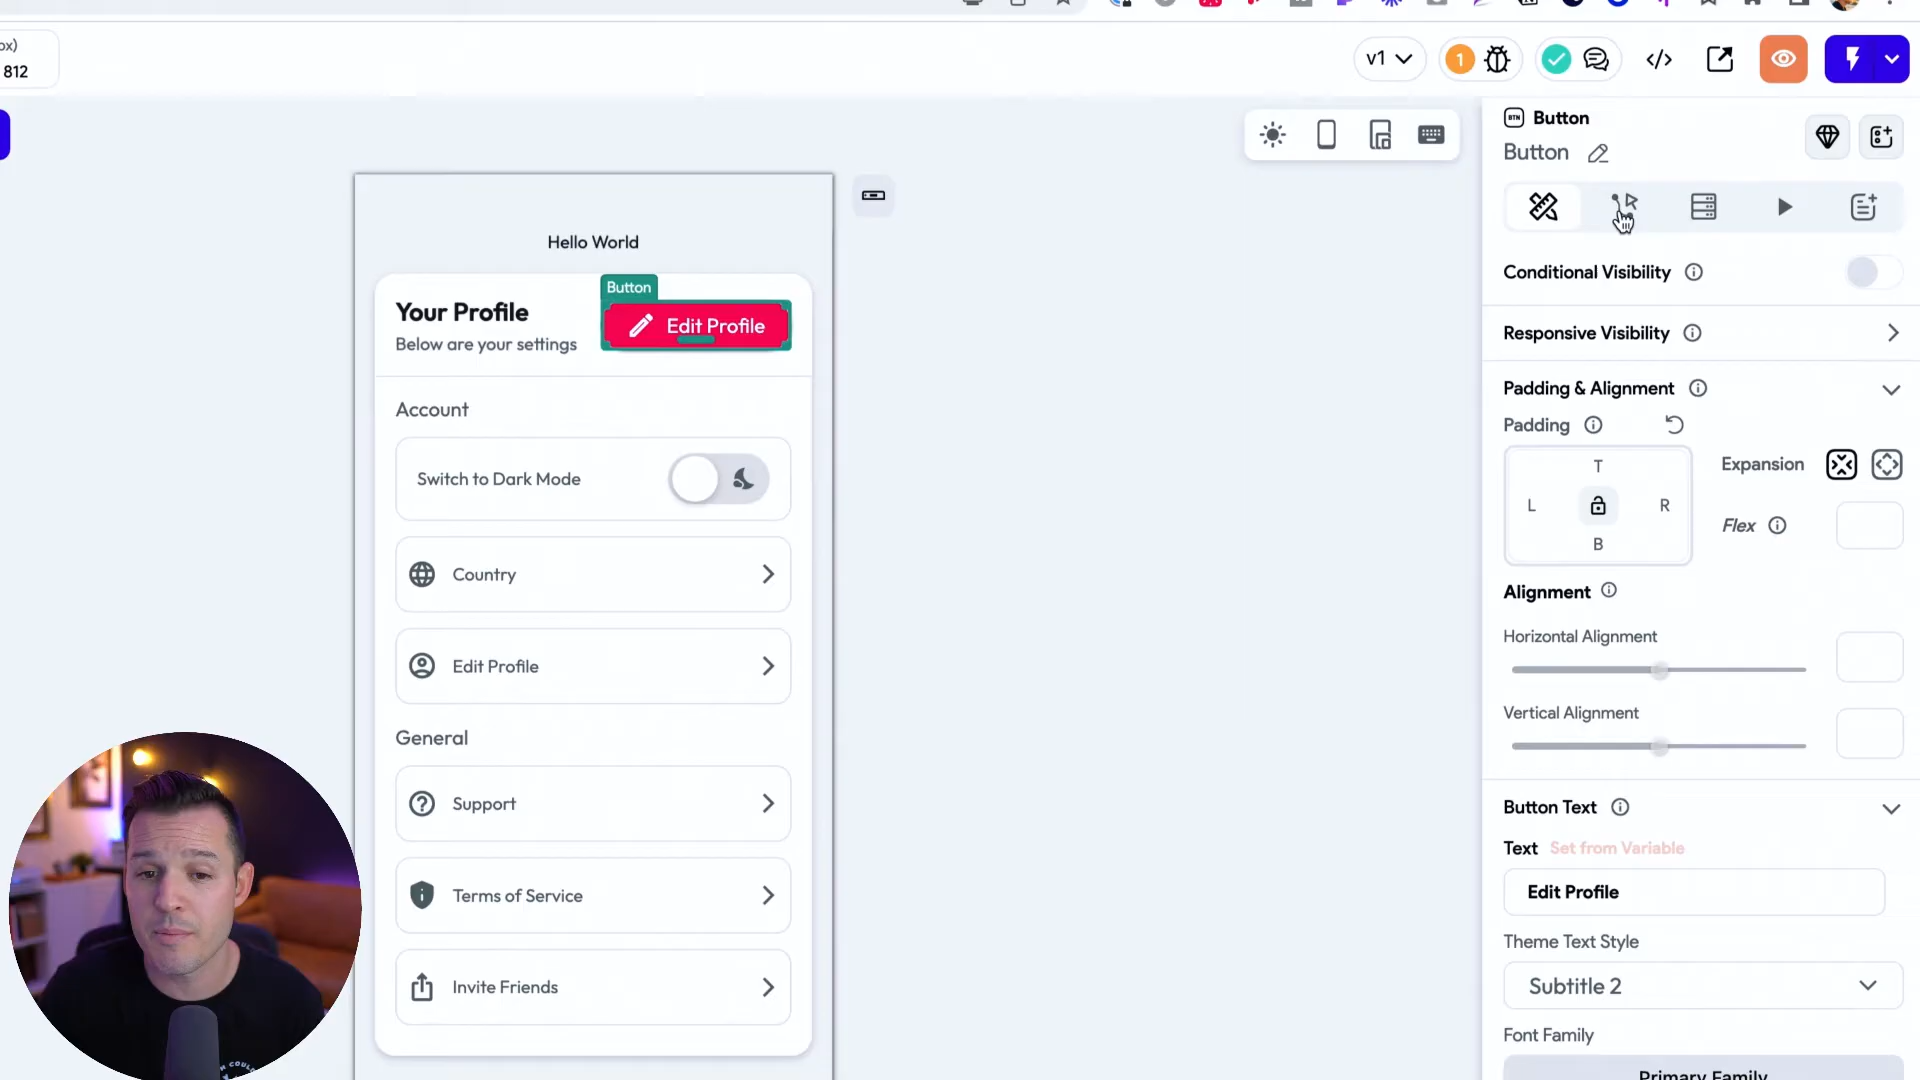 px)
812
v1
1
BTN
Button
Button
Hello World
Your Profile
Below are your settings
Button
Edit Profile
Account
Switch to Dark Mode
Country
Edit Profile
General
Support
Terms of Service
Invite Friends
Conditional Visibility
Responsive Visibility
Padding & Alignment
Padding
T
L
R
B
Expansion
Flex
Alignment
Horizontal Alignment
Vertical Alignment
Button Text
Text Set from Variable
Edit Profile
Theme Text Style
Subtitle 2
Font Family
Primary Family